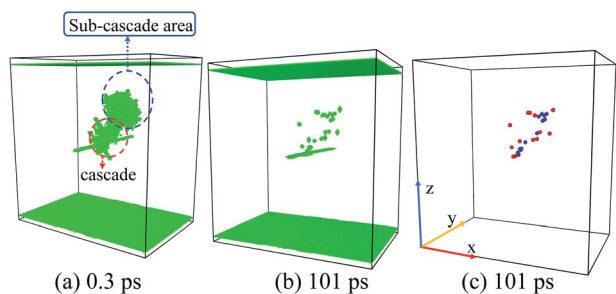 Sub-cascade area
cascade
z
y
x
(a) 0.3 ps
(b) 101 ps
(c) 101 ps